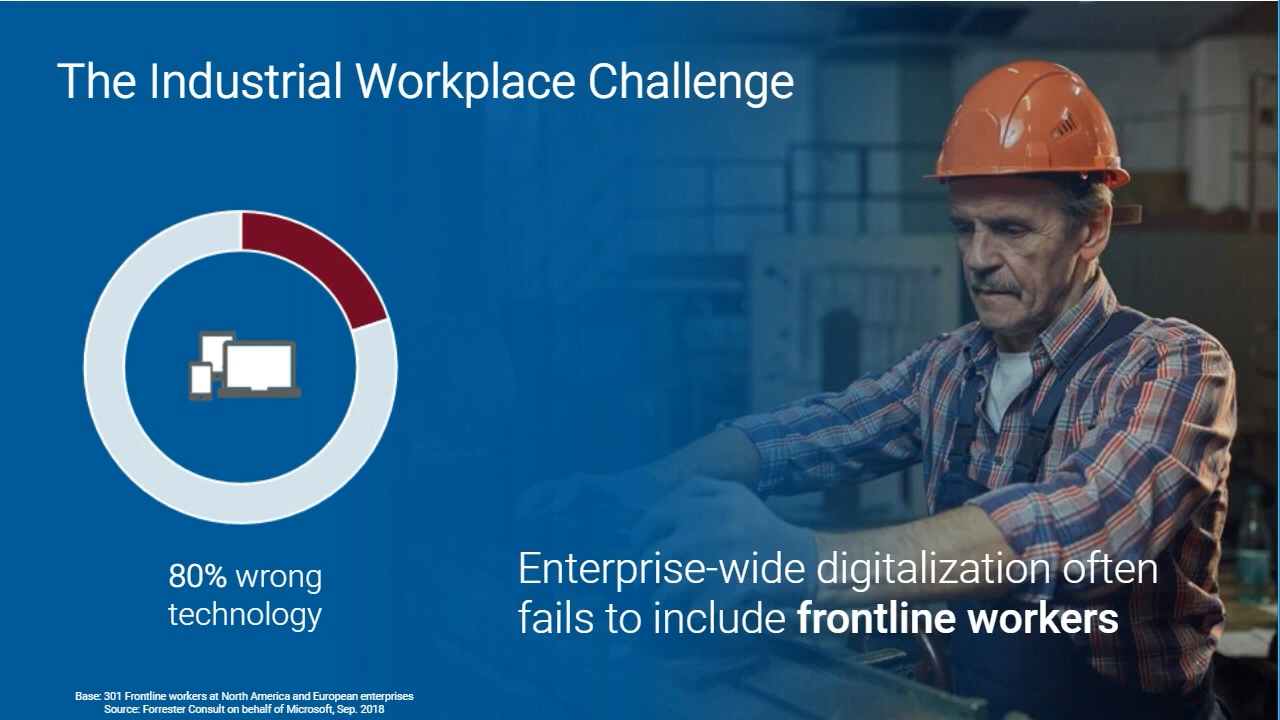 The Industrial Workplace Challenge
80% wrong
technology
Enterprise-wide digitalization often
fails to include frontline workers
Base: 301 Frontline workers at North America and European enterprises
Source: Forrester Consult on behalf of Microsoft, Sep. 2018